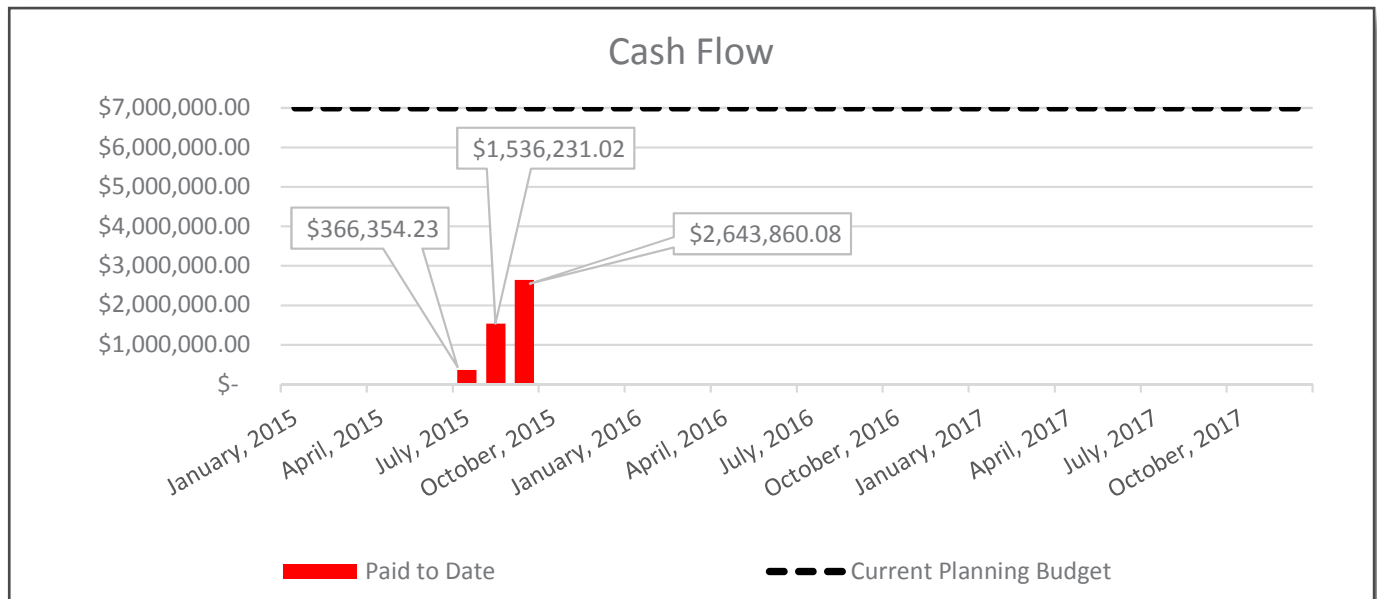 Cash Flow
$7,000,000.00
$6,000,000.00
$5,000,000.00
$4,000,000.00
$3,000,000.00
$2,000,000.00
$1,000,000.00
$-
$1,536,231.02
$366,354.23
$2,643,860.08
January, 2015
April, 2015
July, 2015
October, 2015
January, 2016
April, 2016
July, 2016
October, 2016
January, 2017
April, 2017
July, 2017
October, 2017
Paid to Date
Current Planning Budget